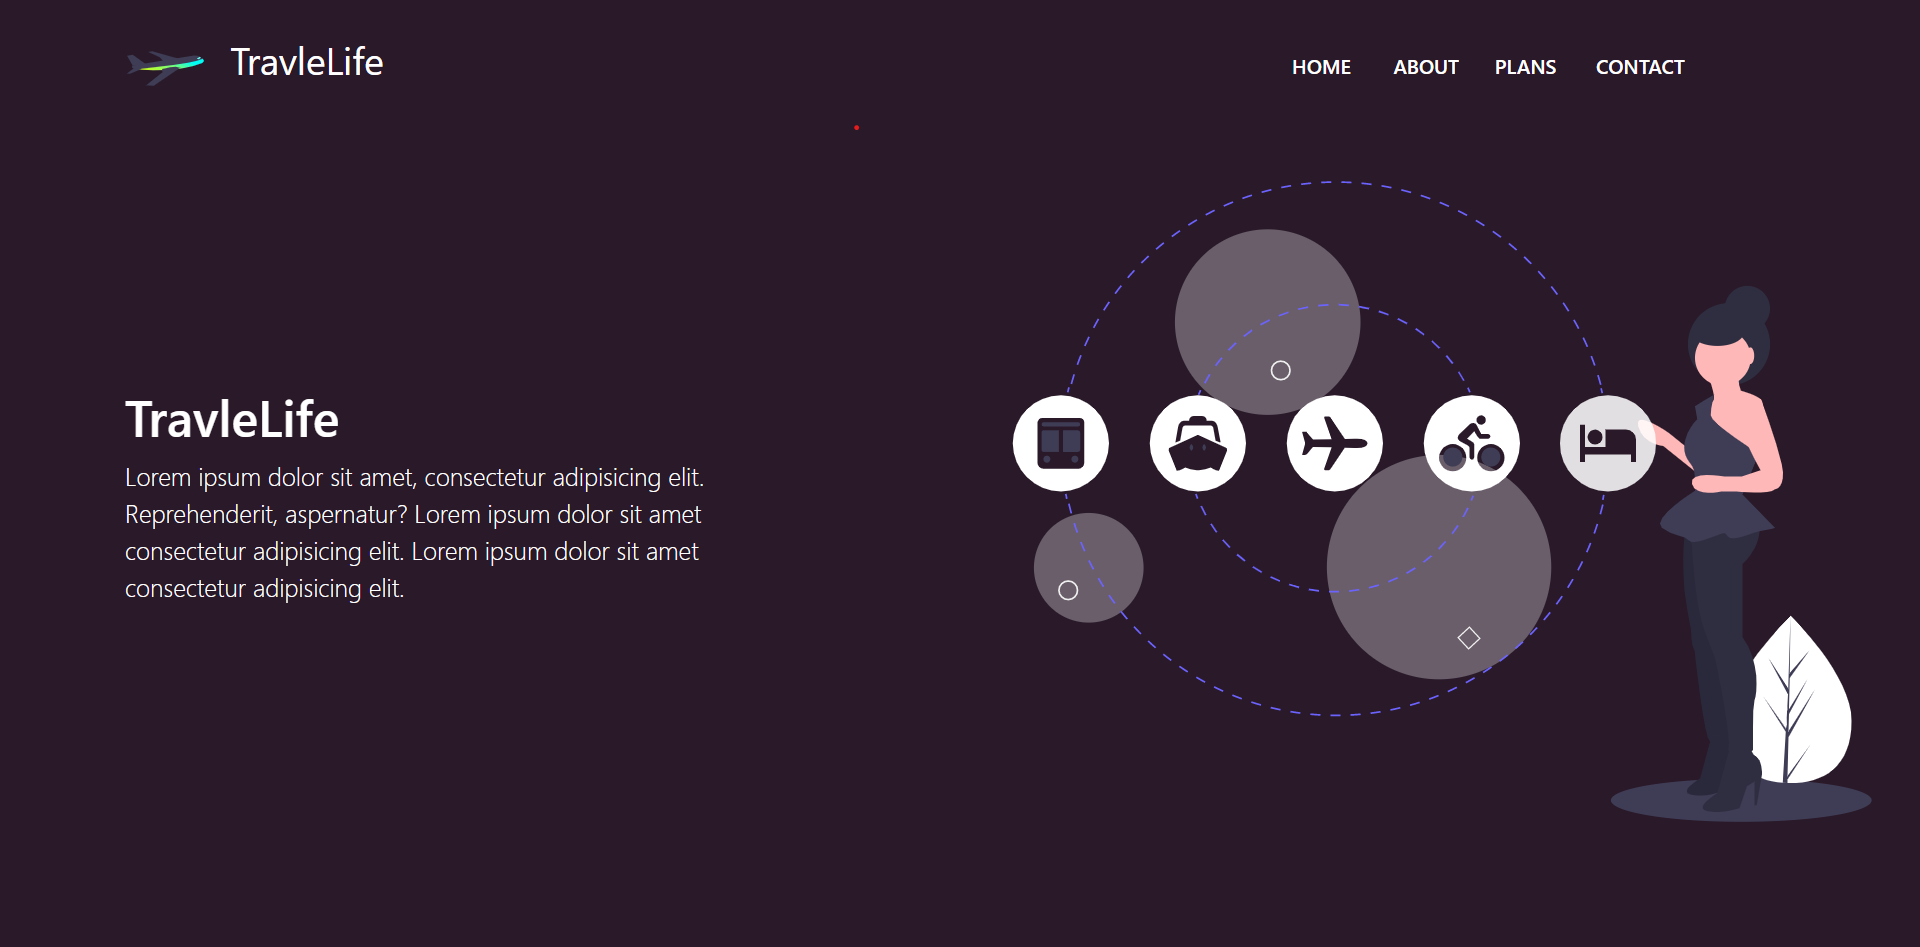 TravleLife
HOME ABOUT PLANS CONTACT
TravleLife
Lorem ipsum dolor sit amet, consectetur adipisicing elit.
Reprehenderit, aspernatur? Lorem ipsum dolor sit amet
consectetur adipisicing elit. Lorem ipsum dolor sit amet
consectetur adipisicing elit.